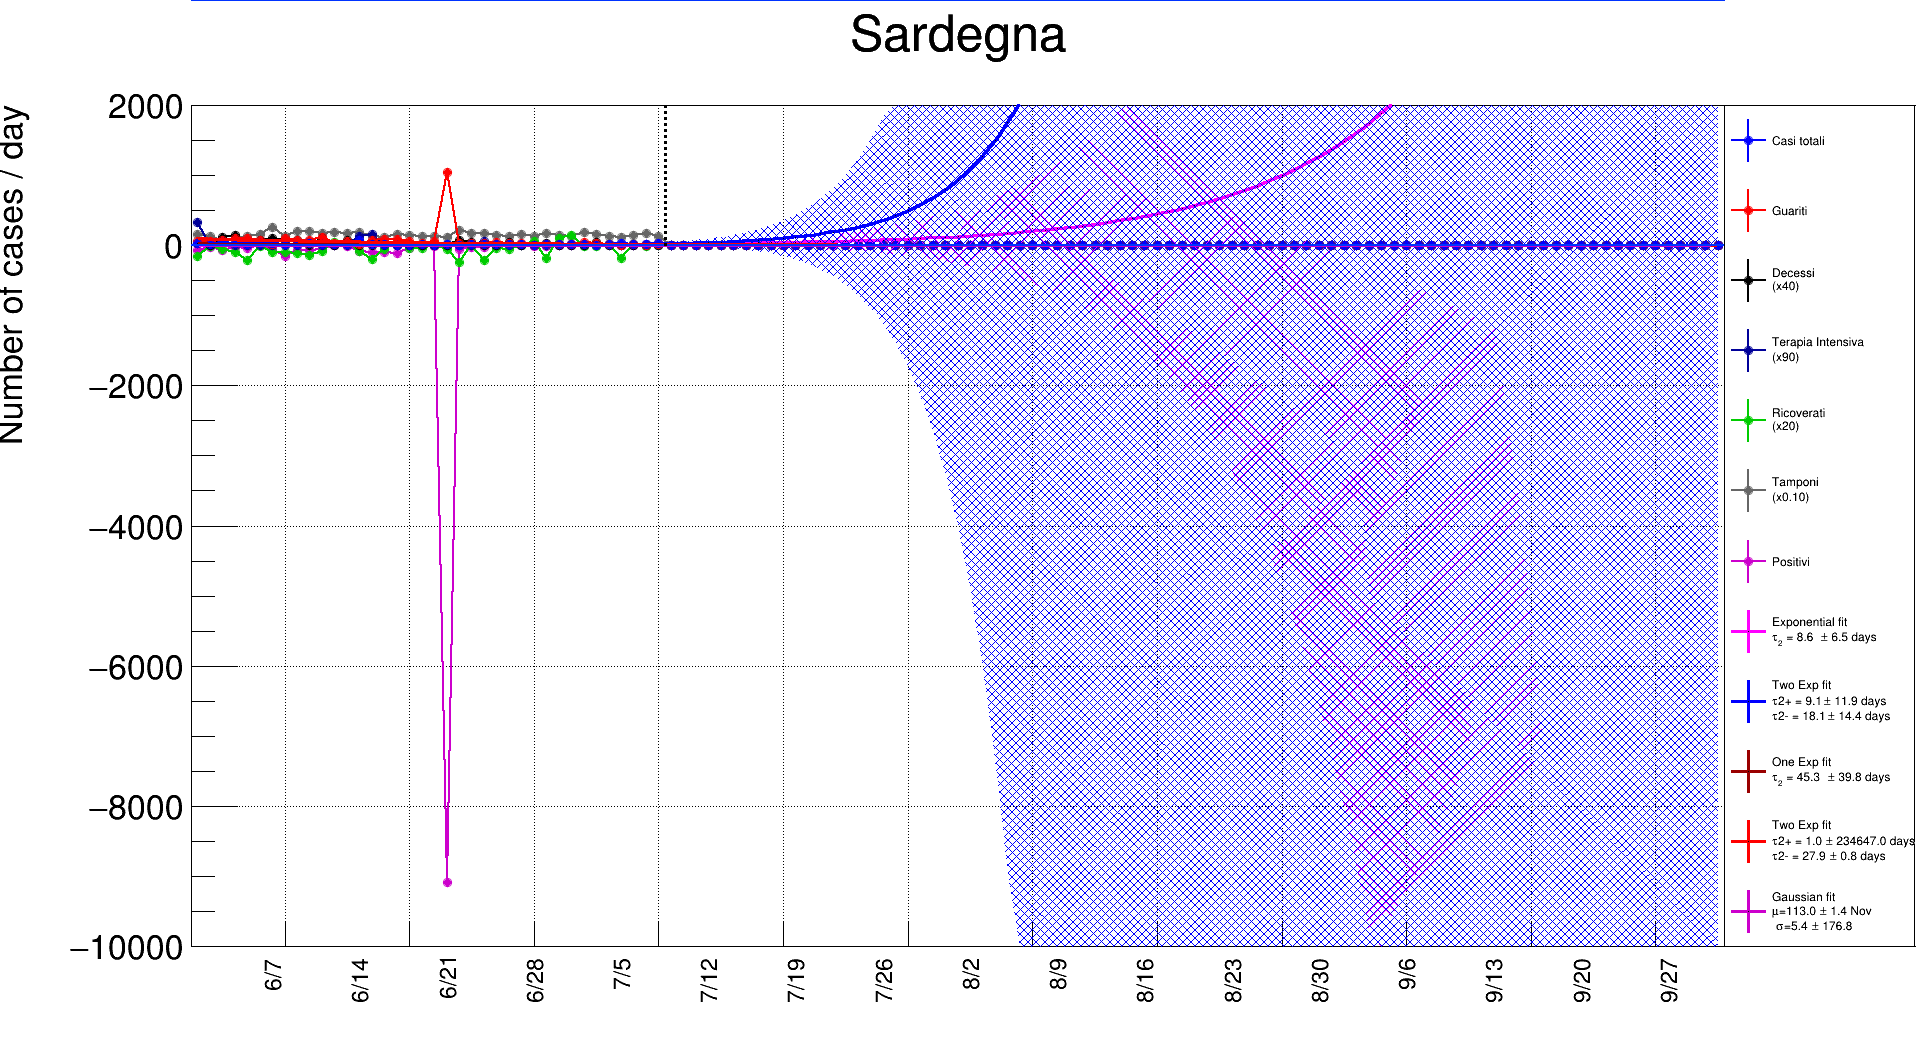 Sardegna
Number of cases / day
2000
0
−2000
−4000
−6000
−8000
−10000
6/7
6/14
6/21
6/28
7/5
7/12
7/19
7/26
8/2
8/9
8/16
8/23
8/30
9/6
9/13
9/20
9/27
Casi totali
Guariti
Decessi
(x40)
Terapia Intensiva
(x90)
Ricoverati
(x20)
Tamponi
(x0.10)
Positivi
Exponential fit
τ2 = 8.6 ± 6.5 days
Two Exp fit
τ2+ = 9.1 ± 11.9 days
τ2- = 18.1 ± 14.4 days
One Exp fit
τ2 = 45.3 ± 39.8 days
Two Exp fit
τ2+ = 1.0 ± 234647.0 days
τ2- = 27.9 ± 0.8 days
Gaussian fit
μ=113.0 ± 1.4 Nov
σ=5.4 ± 176.8